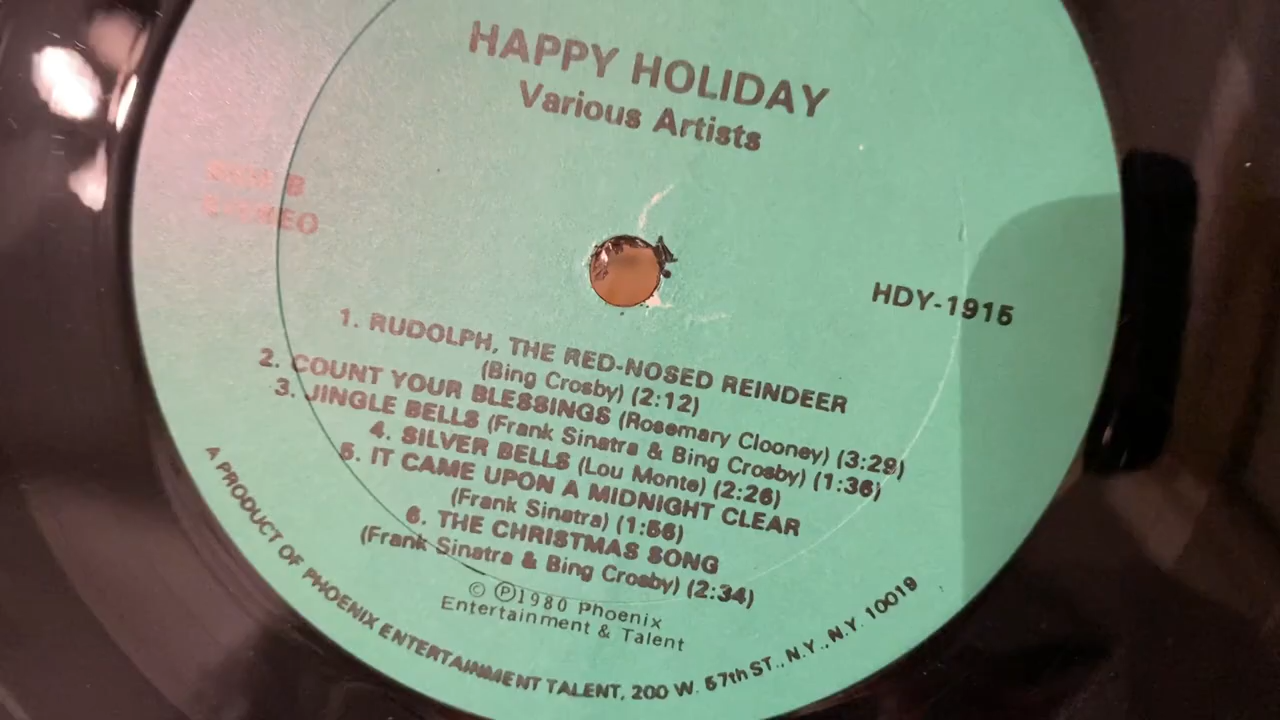 HAPPY HOLIDAY
Various Artists
SIDE B
STEREO
HDY-1915
1. RUDOLPH, THE RED-NOSED REINDEER
(Bing Crosby) (2:12)
2. COUNT YOUR BLESSINGS (Rosemary Clooney) (3:29)
3. JINGLE BELLS (Frank Sinatra & Bing Crosby) (1:36)
4. SILVER BELLS (Lou Monte) (2:26)
5. IT CAME UPON A MIDNIGHT CLEAR
(Frank Sinatra) (1:56)
6. THE CHRISTMAS SONG
(Frank Sinatra & Bing Crosby) (2:34)
© ℗1980 Phoenix
Entertainment & Talent
A PRODUCT OF PHOENIX ENTERTAINMENT TALENT, 200 W. 57th ST., N.Y., N.Y. 10019